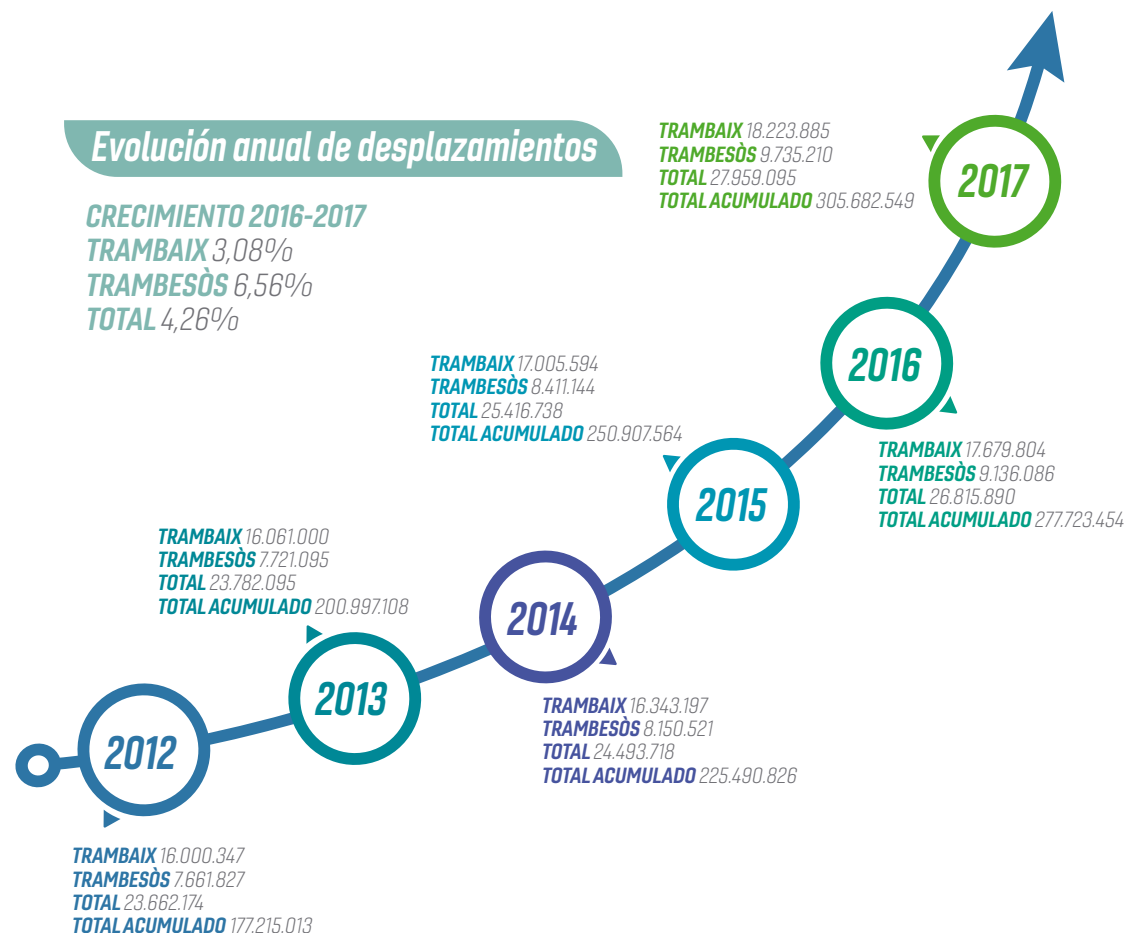 Evolución anual de desplazamientos
CRECIMIENTO 2016-2017
TRAMBAIX 3,08%
TRAMBESÒS 6,56%
TOTAL 4,26%
2012
TRAMBAIX 16.000.347
TRAMBESÒS 7.661.827
TOTAL 23.662.174
TOTAL ACUMULADO 177.215.013
TRAMBAIX 16.061.000
TRAMBESÒS 7.721.095
TOTAL 23.782.095
TOTAL ACUMULADO 200.997.108
2013
2014
TRAMBAIX 16.343.197
TRAMBESÒS 8.150.521
TOTAL 24.493.718
TOTAL ACUMULADO 225.490.826
TRAMBAIX 17.005.594
TRAMBESÒS 8.411.144
TOTAL 25.416.738
TOTAL ACUMULADO 250.907.564
2015
2016
TRAMBAIX 17.679.804
TRAMBESÒS 9.136.086
TOTAL 26.815.890
TOTAL ACUMULADO 277.723.454
TRAMBAIX 18.223.885
TRAMBESÒS 9.735.210
TOTAL 27.959.095
TOTAL ACUMULADO 305.682.549
2017